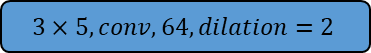 3 × 5, conv, 64, dilation = 2